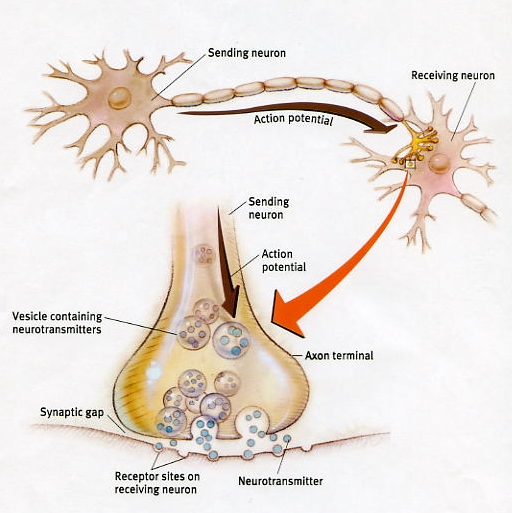 Sending neuron
Receiving neuron
Action potential
Sending
neuron
Action
potential
Vesicle containing
neurotransmitters
Axon terminal
Synaptic gap
Receptor sites on
receiving neuron
Neurotransmitter